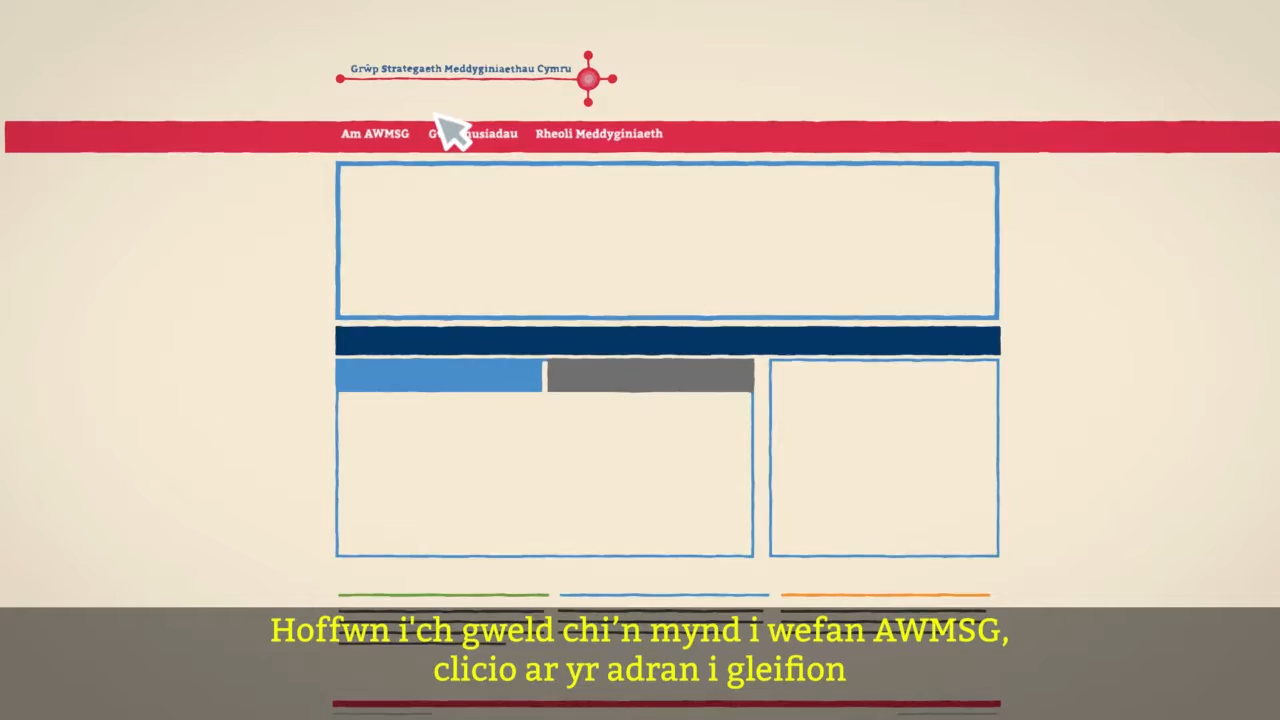 Grŵp Strategaeth Meddyginiaethau Cymru
Am AWMSG Rheoli Meddyginiaeth
Hoffwn i'ch gweld chi’n mynd i wefan AWMSG,
clicio ar yr adran i gleifion